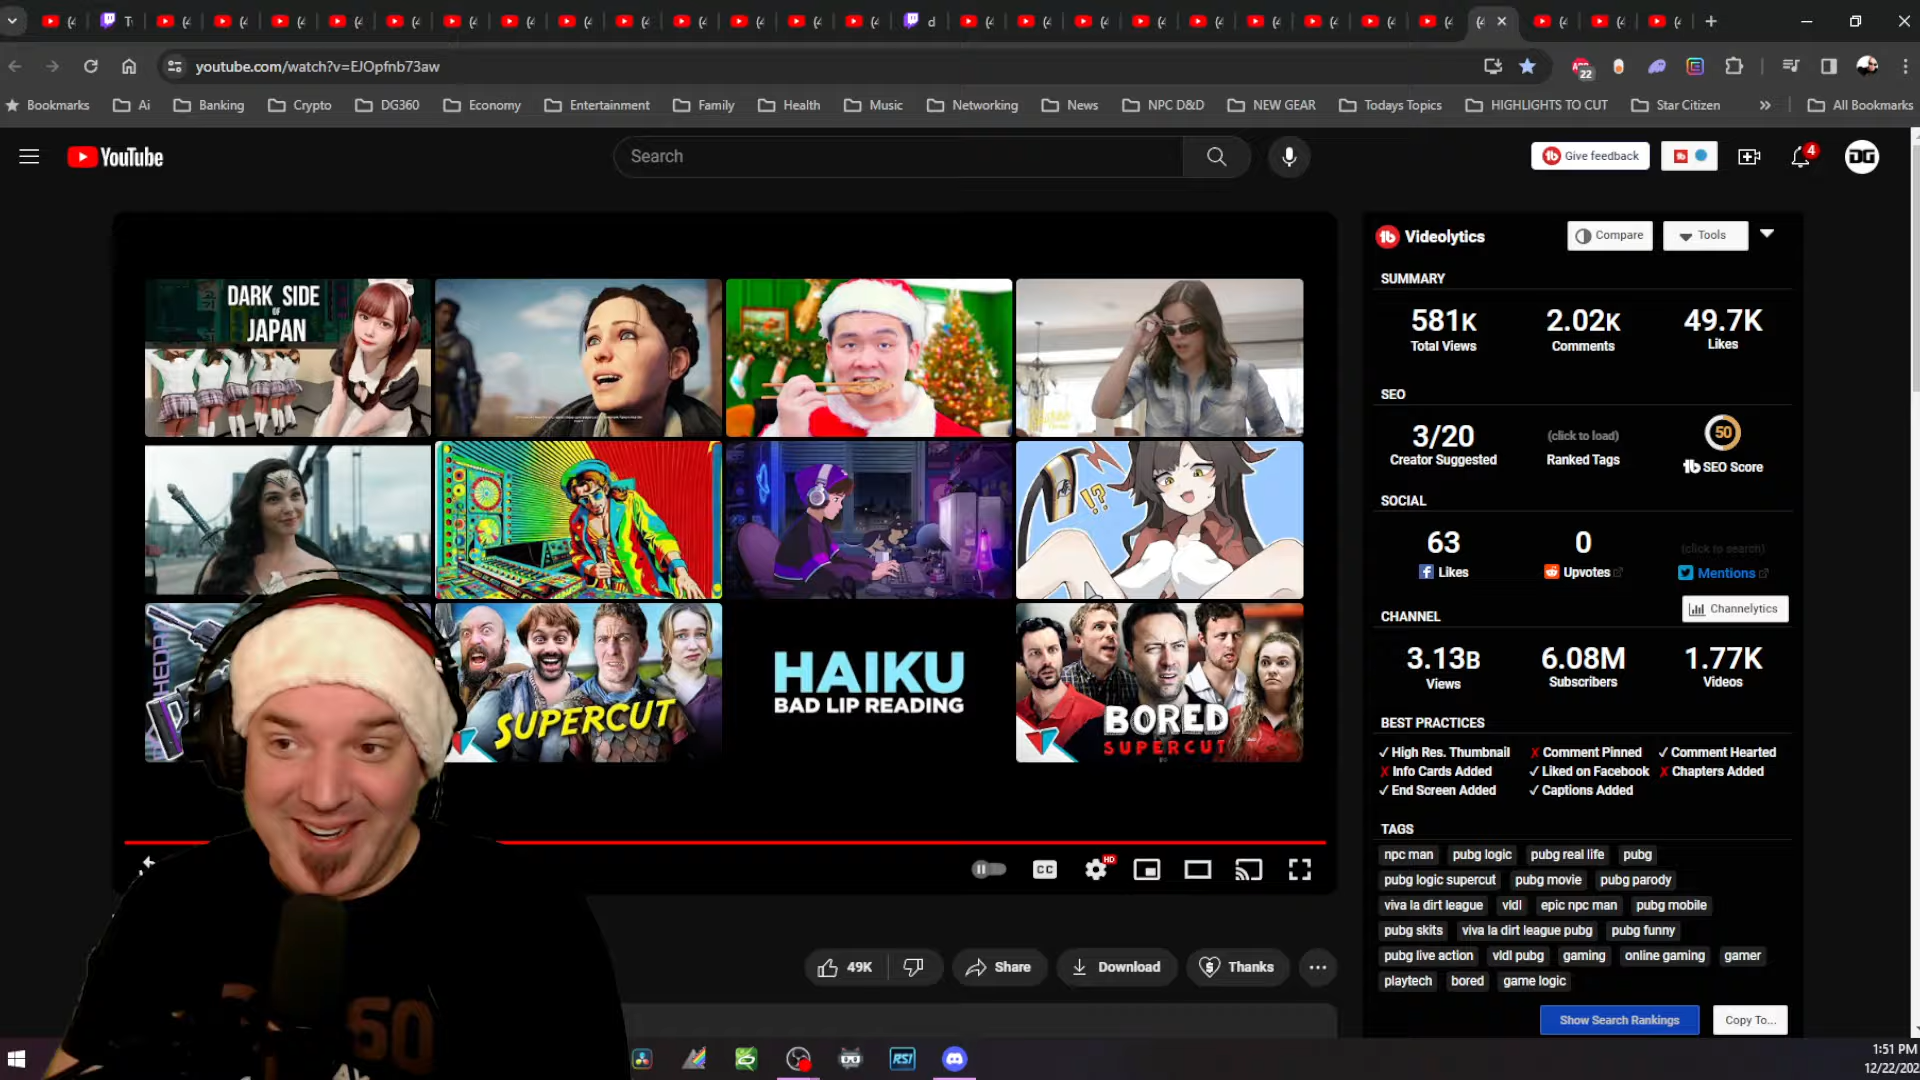 youtube.com/watch?v=EJOpfnb73aw
22
Bookmarks
Ai
Banking
Crypto
DG360
Economy
Entertainment
Family
Health
Music
Networking
News
NPC D&D
NEW GEAR
Todays Topics
HIGHLIGHTS TO CUT
Star Citizen
All Bookmarks
YouTube
Search
Give feedback
4
DG
DARK SIDE
OF
JAPAN
!?
SUPERCUT
HAIKU
BAD LIP READING
BORED
SUPERCUT
CC
HD
49K
Share
Download
Thanks
Videolytics
Compare
Tools
SUMMARY
581K
Total Views
2.02K
Comments
49.7K
Likes
SEO
3/20
Creator Suggested
(click to load)
Ranked Tags
50
SEO Score
SOCIAL
63
Likes
0
Upvotes
(click to search)
Mentions
CHANNEL
Channelytics
3.13B
Views
6.08M
Subscribers
1.77K
Videos
BEST PRACTICES
✓ High Res. Thumbnail ✗ Comment Pinned ✓ Comment Hearted
✗ Info Cards Added ✓ Liked on Facebook ✗ Chapters Added
✓ End Screen Added ✓ Captions Added
TAGS
npc man pubg logic pubg real life pubg
pubg logic supercut pubg movie pubg parody
viva la dirt league vldl epic npc man pubg mobile
pubg skits viva la dirt league pubg pubg funny
pubg live action vldl pubg gaming online gaming gamer
playtech bored game logic
Show Search Rankings
Copy To...
RSI
1:51 PM
12/22/202